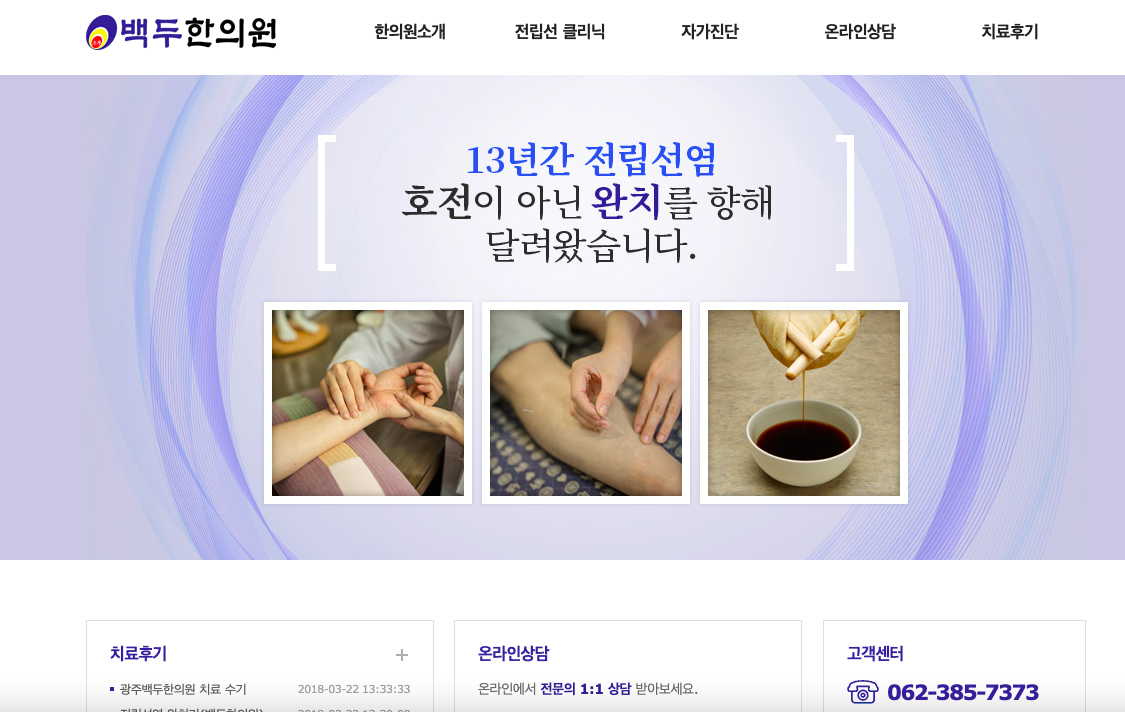 백두한의원
한의원소개 전립선 클리닉 자가진단 온라인상담 치료후기
13년간 전립선염
호전이 아닌 완치를 향해
달려왔습니다.
치료후기
광주백두한의원 치료 수기 2018-03-22 13:33:33
온라인상담
온라인에서 전문의 1:1 상담 받아보세요.
고객센터
062-385-7373